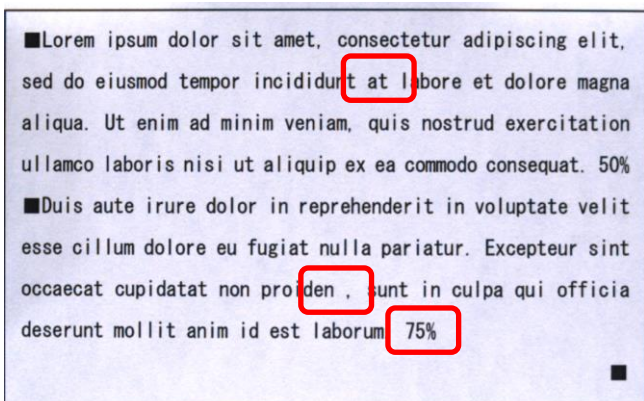 ■Lorem ipsum dolor sit amet, consectetur adipiscing elit,
sed do eiusmod tempor incididunt at labore et dolore magna
aliqua. Ut enim ad minim veniam, quis nostrud exercitation
ullamco laboris nisi ut aliquip ex ea commodo consequat. 50%
■Duis aute irure dolor in reprehenderit in voluptate velit
esse cillum dolore eu fugiat nulla pariatur. Excepteur sint
occaecat cupidatat non proiden , sunt in culpa qui officia
deserunt mollit anim id est laborum 75%
■